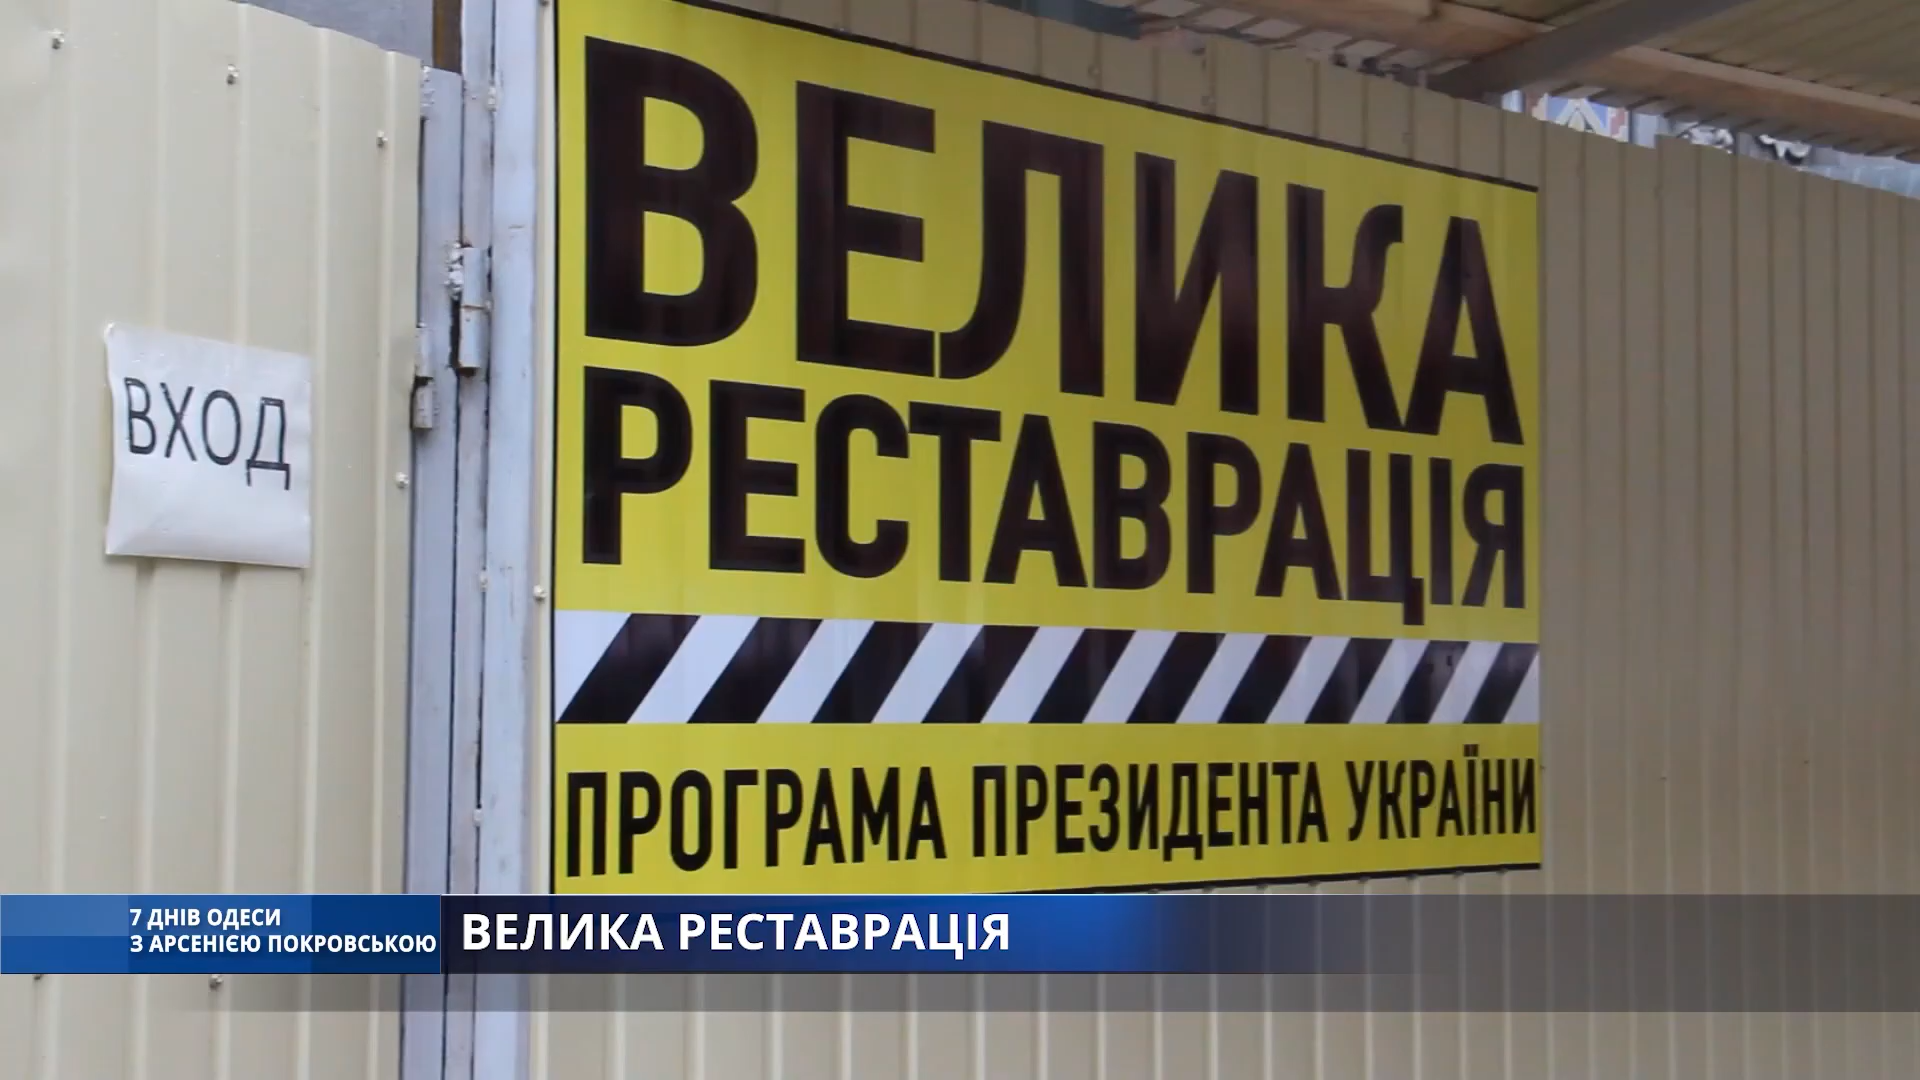 ВХОД
ВЕЛИКА
РЕСТАВРАЦІЯ
ПРОГРАМА ПРЕЗИДЕНТА УКРАЇНИ
7 ДНІВ ОДЕСИ
З АРСЕНІЄЮ ПОКРОВСЬКОЮ
ВЕЛИКА РЕСТАВРАЦІЯ